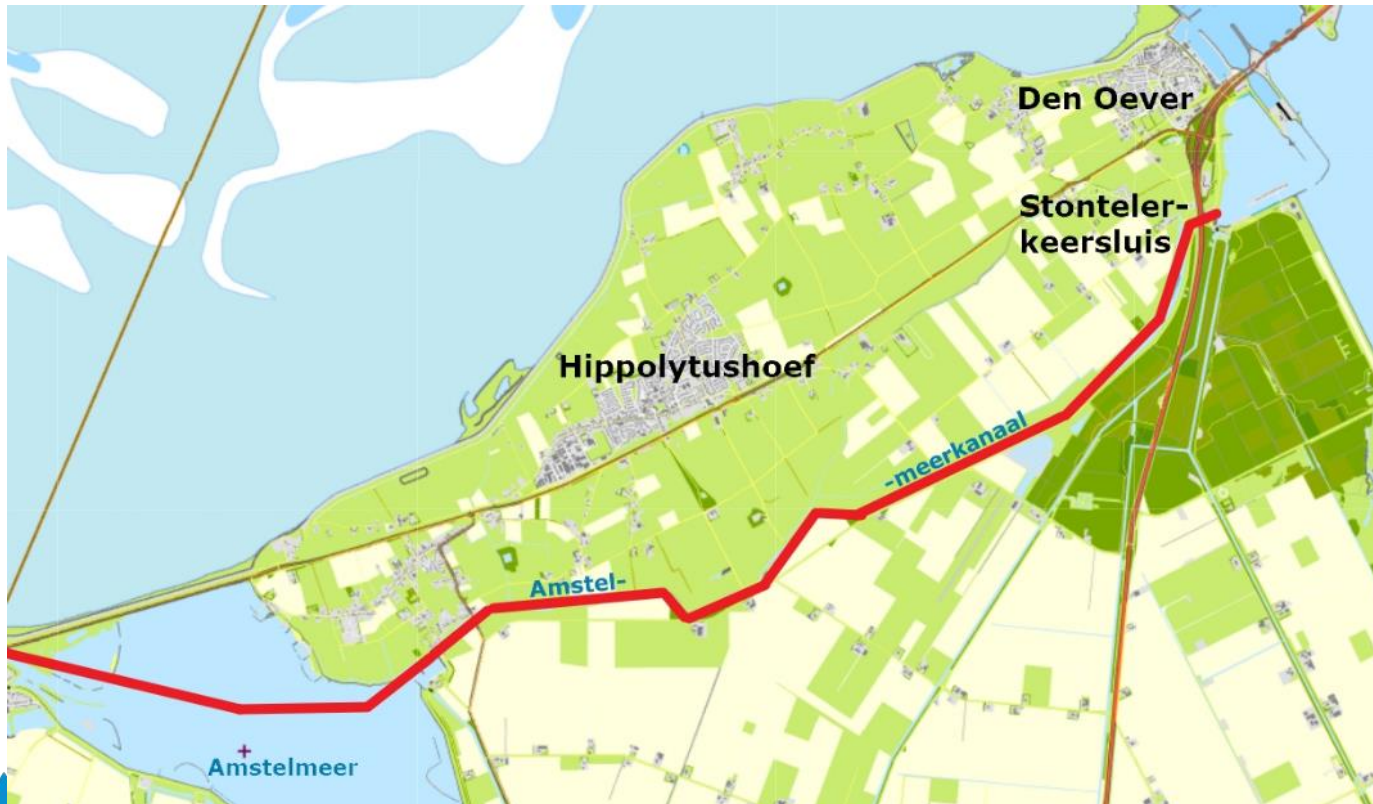 Den Oever
Stonteler-
keersluis
Hippolytushoef
-meerkanaal
Amstel-
Amstelmeer